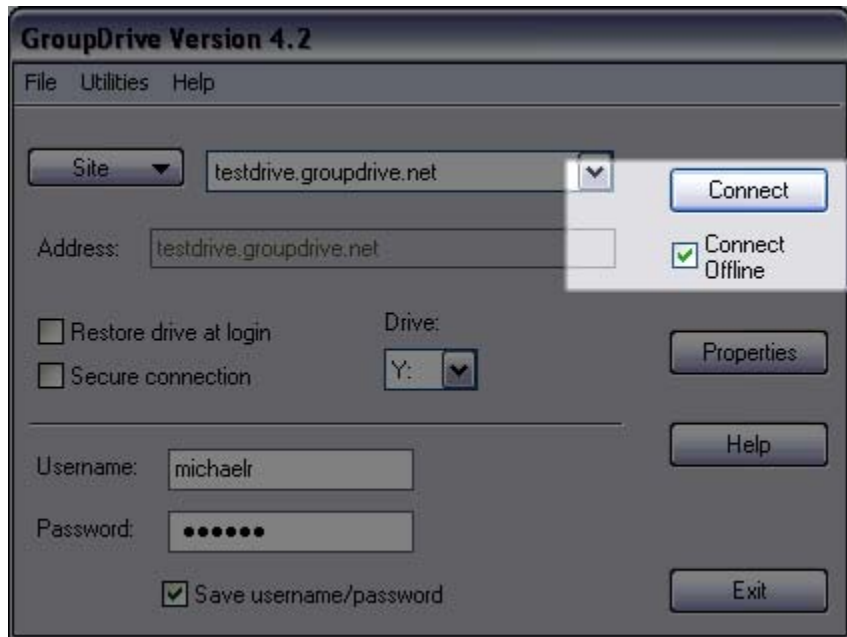 GroupDrive Version 4.2
File Utilities Help
Site testdrive.groupdrive.net Connect
Address: testdrive.groupdrive.net Connect
Offline
Restore drive at login Drive:
Secure connection Y: Properties
Help
Username: michaelr
Password: ●●●●●●
Save username/password Exit